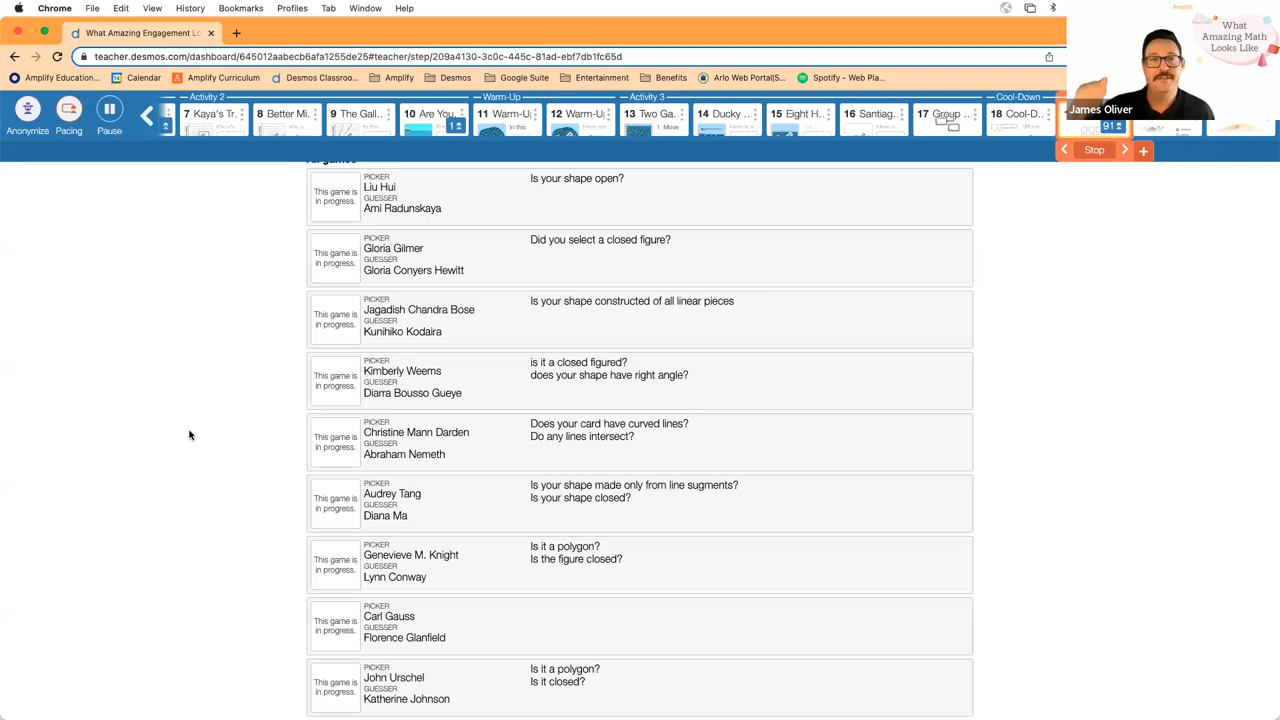 Chrome File Edit View History Bookmarks Profiles Tab Window Help
What Amazing Engagement Lo
teacher.desmos.com/dashboard/645012aabecb6afa1255de25#teacher/step/209a4130-3c0c-445c-81ad-ebf7db1fc65d
Amplify Education... Calendar Amplify Curriculum Desmos Classroo... Amplify Desmos Google Suite Entertainment Benefits Arlo Web Portal|S... Spotify - Web Pla...
Amplify
What
Amazing Math
Looks Like
James Oliver
Activity 2 Warm-Up Activity 3 Cool-Down
7 Kaya's Tr. 8 Better Mi. 9 The Gall.. 10 Are You. 11 Warm-U 12 Warm-U 13 Two Ga. 14 Ducky .. 15 Eight H.. 16 Santiag. 17 Group .. 18 Cool-D..
1 In this 1. Move 91
Anonymize Pacing Pause
Stop
All games
This game is
in progress.
PICKER
Liu Hui
GUESSER
Ami Radunskaya
Is your shape open?
This game is
in progress.
PICKER
Gloria Gilmer
GUESSER
Gloria Conyers Hewitt
Did you select a closed figure?
This game is
in progress.
PICKER
Jagadish Chandra Bose
GUESSER
Kunihiko Kodaira
Is your shape constructed of all linear pieces
This game is
in progress.
PICKER
Kimberly Weems
GUESSER
Diarra Bousso Gueye
is it a closed figured?
does your shape have right angle?
This game is
in progress.
PICKER
Christine Mann Darden
GUESSER
Abraham Nemeth
Does your card have curved lines?
Do any lines intersect?
This game is
in progress.
PICKER
Audrey Tang
GUESSER
Diana Ma
Is your shape made only from line sugments?
Is your shape closed?
This game is
in progress.
PICKER
Genevieve M. Knight
GUESSER
Lynn Conway
Is it a polygon?
Is the figure closed?
This game is
in progress.
PICKER
Carl Gauss
GUESSER
Florence Glanfield
This game is
in progress.
PICKER
John Urschel
GUESSER
Katherine Johnson
Is it a polygon?
Is it closed?